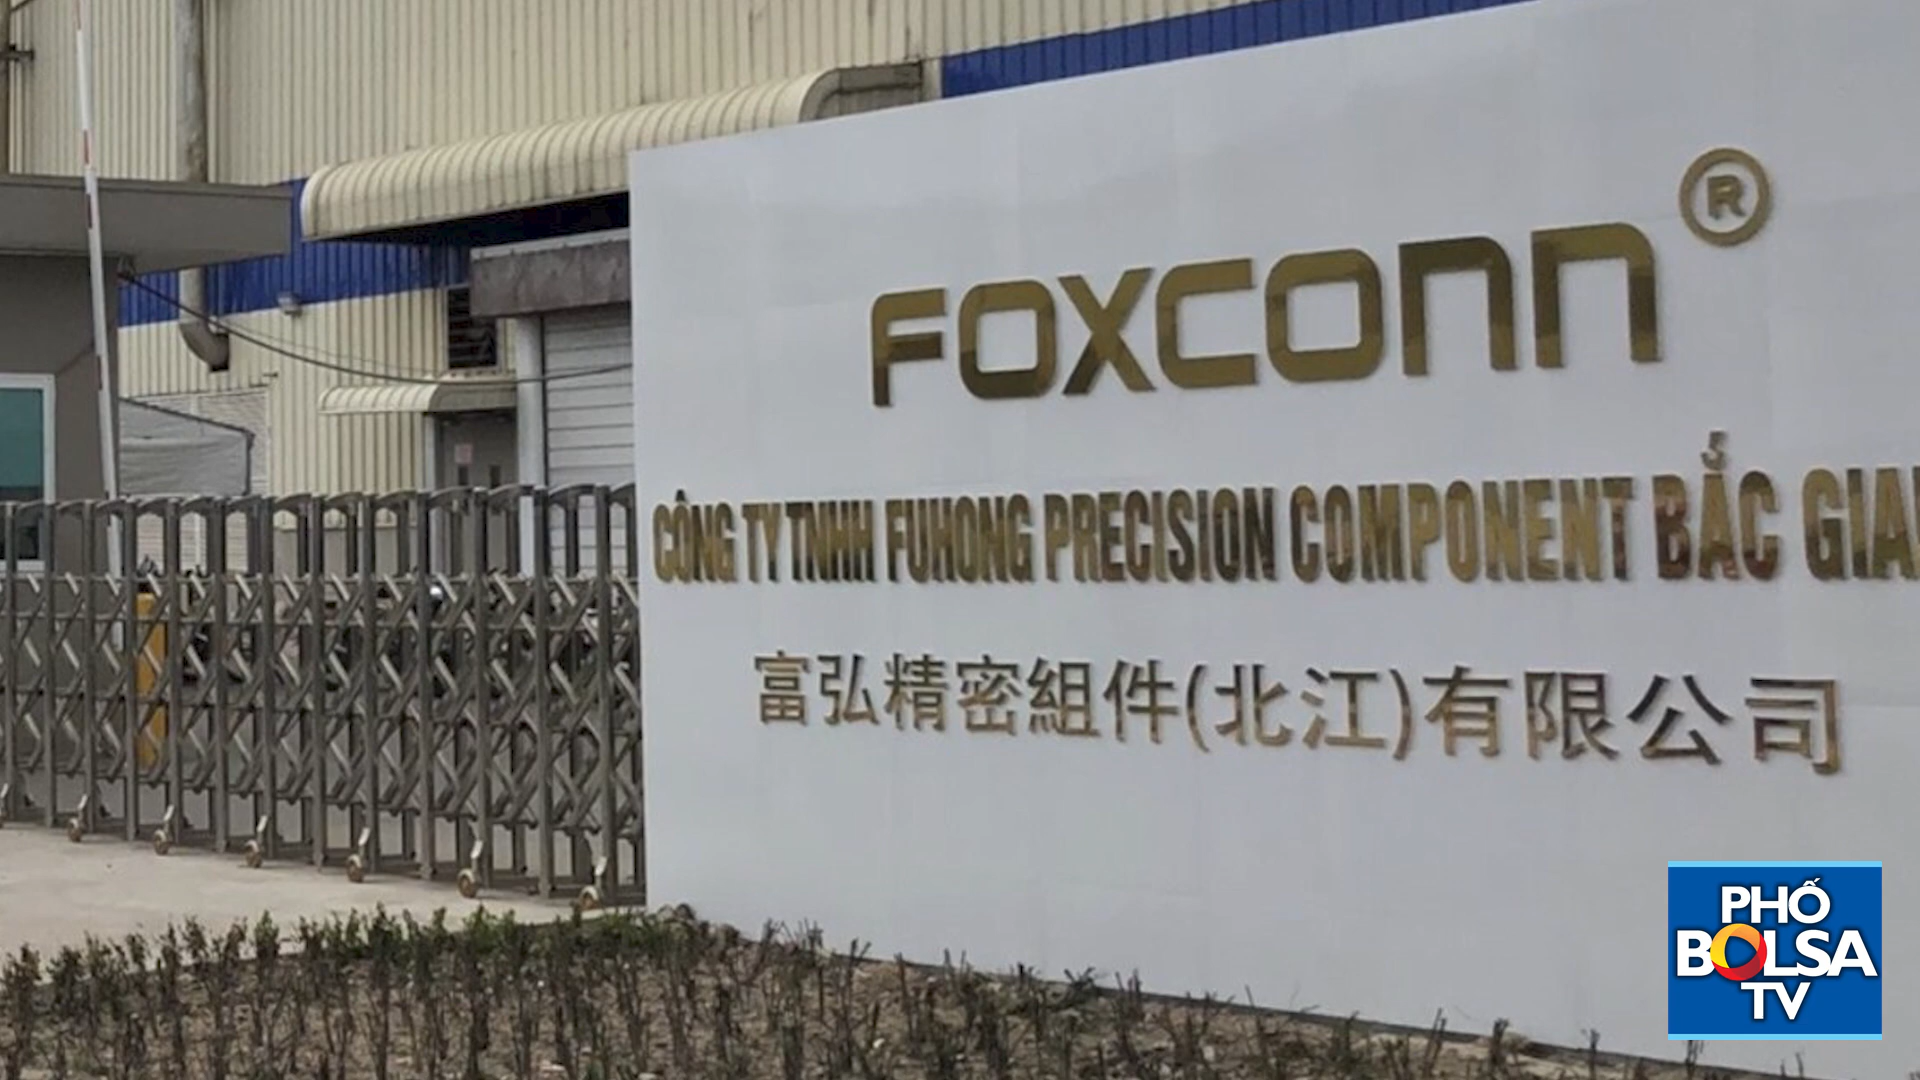 FOXCONN ®
CÔNG TY TNHH FUHONG PRECISION COMPONENT BẮC GIA
富弘精密組件(北江)有限公司
PHỐ
BOLSA
TV